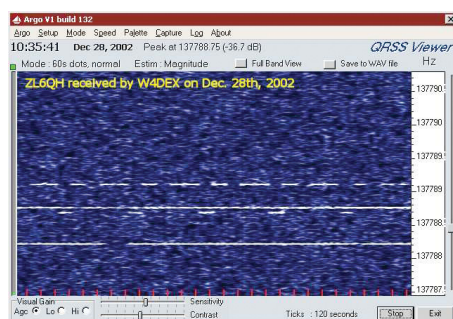 Argo V1 build 132
Argo Setup Mode Speed Palette Capture Log About
10:35:41 Dec 28, 2002 Peak at 137788.75 (-36.7 dB) QRSS Viewer
Mode : 60s dots, normal Estim : Magnitude Full Band View Save to WAV file Hz
ZL6QH received by W4DEX on Dec. 28th, 2002
137790.
137790
137789.
137789
137788.
137788
137787.
Visual Gain
Agc Lo Hi
Sensitivity
Contrast
Ticks : 120 seconds Stop Exit